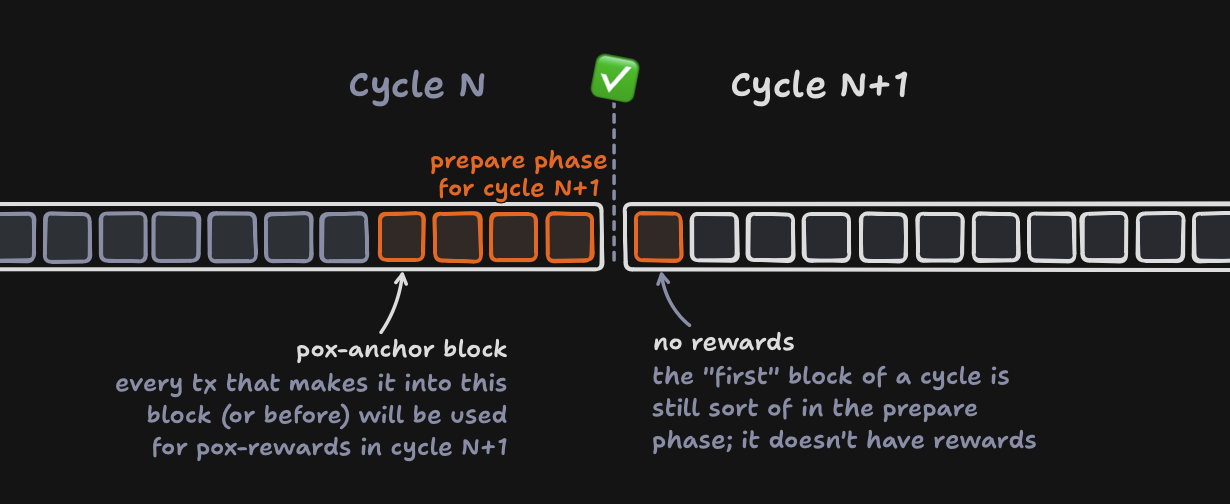 Cycle N
Cycle N+1
prepare phase
for cycle N+1
pox-anchor block
every tx that makes it into this
block (or before) will be used
for pox-rewards in cycle N+1
no rewards
the "first" block of a cycle is
still sort of in the prepare
phase; it doesn't have rewards